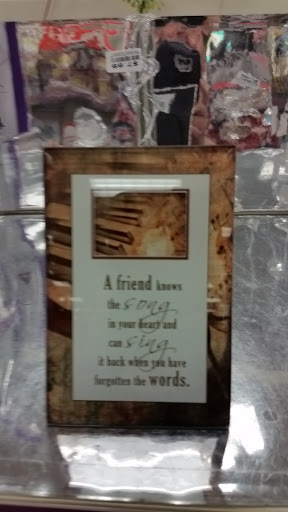 A friend knows
the song
in your heart and
can sing
it back when you have
forgotten the words.